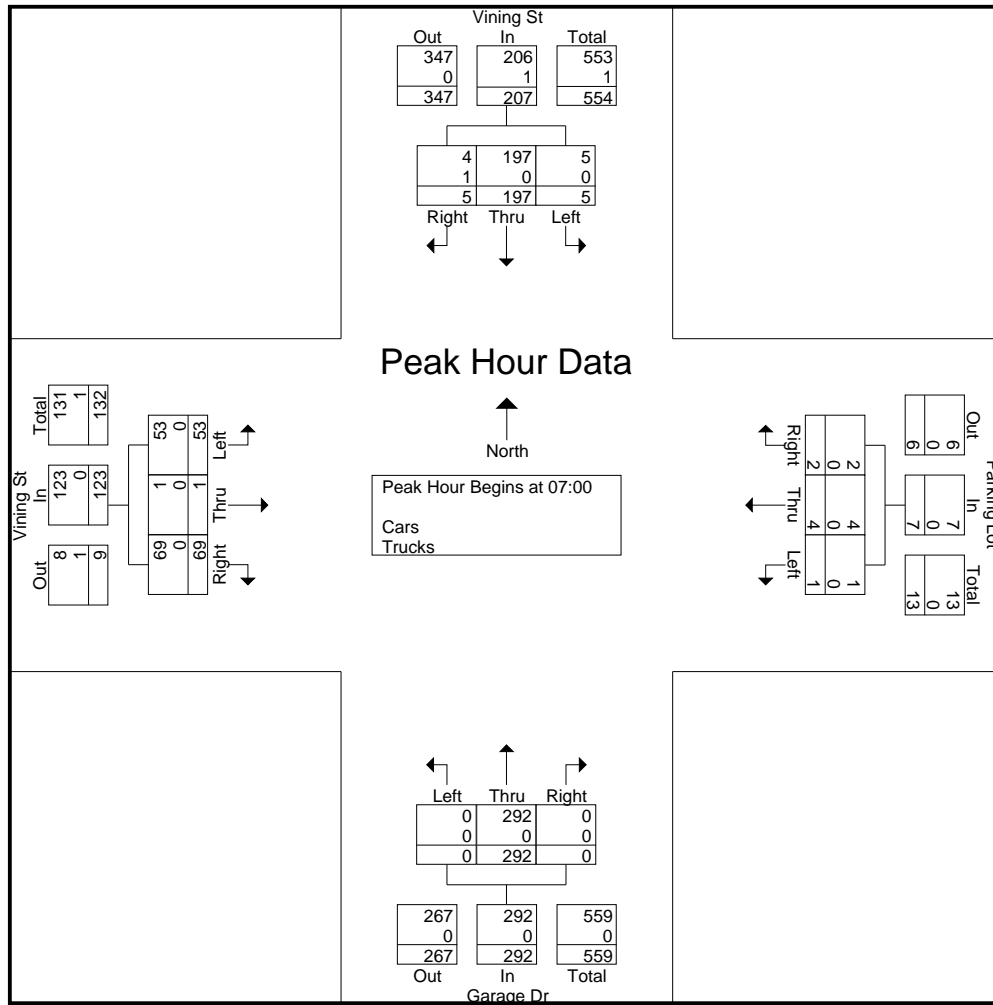 Vining St
Out In Total
347 206 553
0 1 1
347 207 554
4 197 5
1 0 0
5 197 5
Right Thru Left
Peak Hour Data
North
Peak Hour Begins at 07:00
Cars
Trucks
Vining St
Total In Out
131 123 8
1 0 1
132 123 9
53 1 69
0 0 0
53 1 69
Left Thru Right
Parking Lot
Out In Total
6 7 13
0 0 0
6 7 13
2 4 1
0 0 0
2 4 1
Right Thru Left
Left Thru Right
0 292 0
0 0 0
0 292 0
267 292 559
0 0 0
267 292 559
Out In Total
Garage Dr